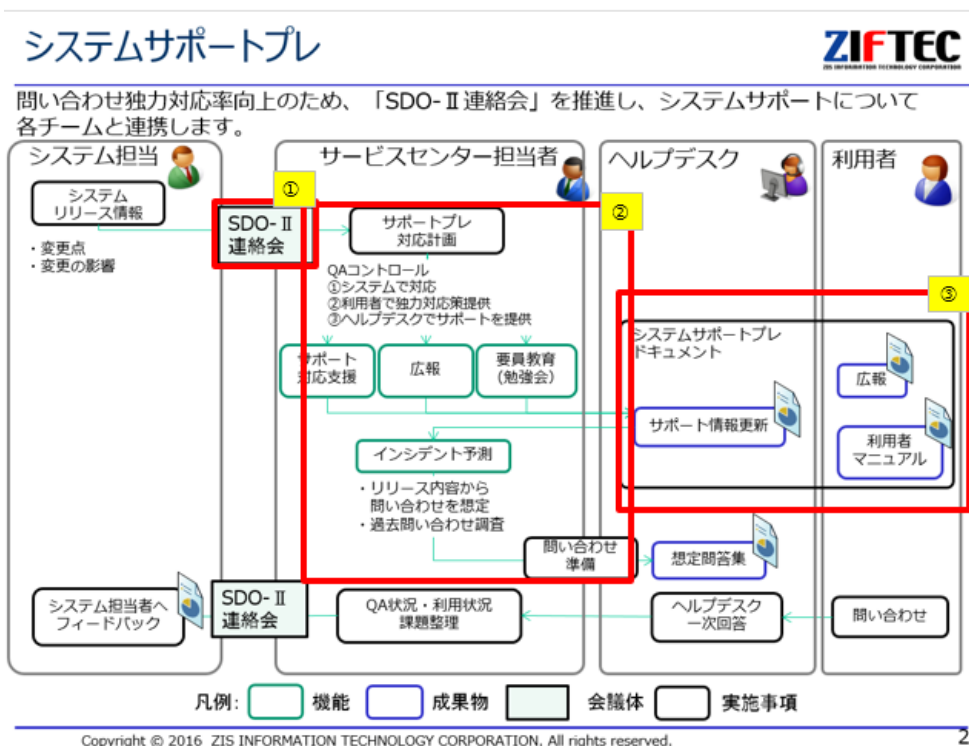 システムサポートプレ
ZIFTEC
ZIS INFORMATION TECHNOLOGY CORPORATION
問い合わせ独力対応率向上のため、「SDO-Ⅱ連絡会」を推進し、システムサポートについて
各チームと連携します。
システム担当
サービスセンター担当者
ヘルプデスク
利用者
①
②
③
システム
リリース情報
・変更点
・変更の影響
SDO-Ⅱ
連絡会
サポートプレ
対応計画
QAコントロール
①システムで対応
②利用者で独力対応策提供
③ヘルプデスクでサポートを提供
サポート
対応支援
広報
要員教育
(勉強会)
システムサポートプレ
ドキュメント
広報
サポート情報更新
利用者
マニュアル
インシデント予測
・リリース内容から
問い合わせを想定
・過去問い合わせ調査
問い合わせ
準備
想定問答集
システム担当者へ
フィードバック
SDO-Ⅱ
連絡会
QA状況・利用状況
課題整理
ヘルプデスク
一次回答
問い合わせ
凡例:
機能
成果物
会議体
実施事項
Copyright © 2016 ZIS INFORMATION TECHNOLOGY CORPORATION. All rights reserved.
2